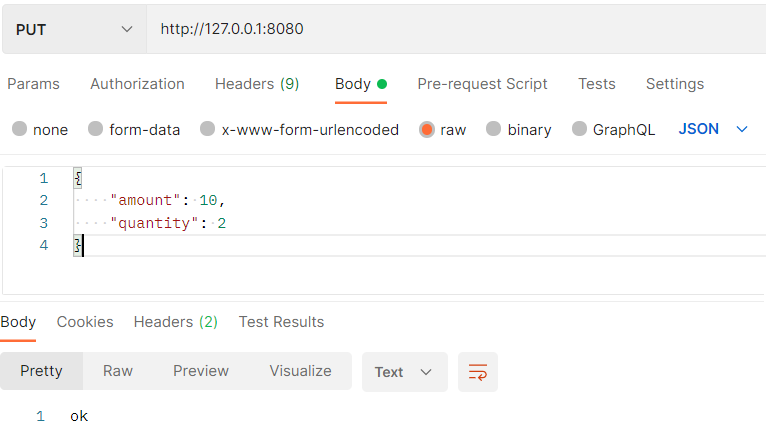 PUT http://127.0.0.1:8080
Params Authorization Headers (9) Body Pre-request Script Tests Settings
none form-data x-www-form-urlencoded raw binary GraphQL JSON
1 {
2 "amount": 10,
3 "quantity": 2
4 }
Body Cookies Headers (2) Test Results
Pretty Raw Preview Visualize Text
1 ok